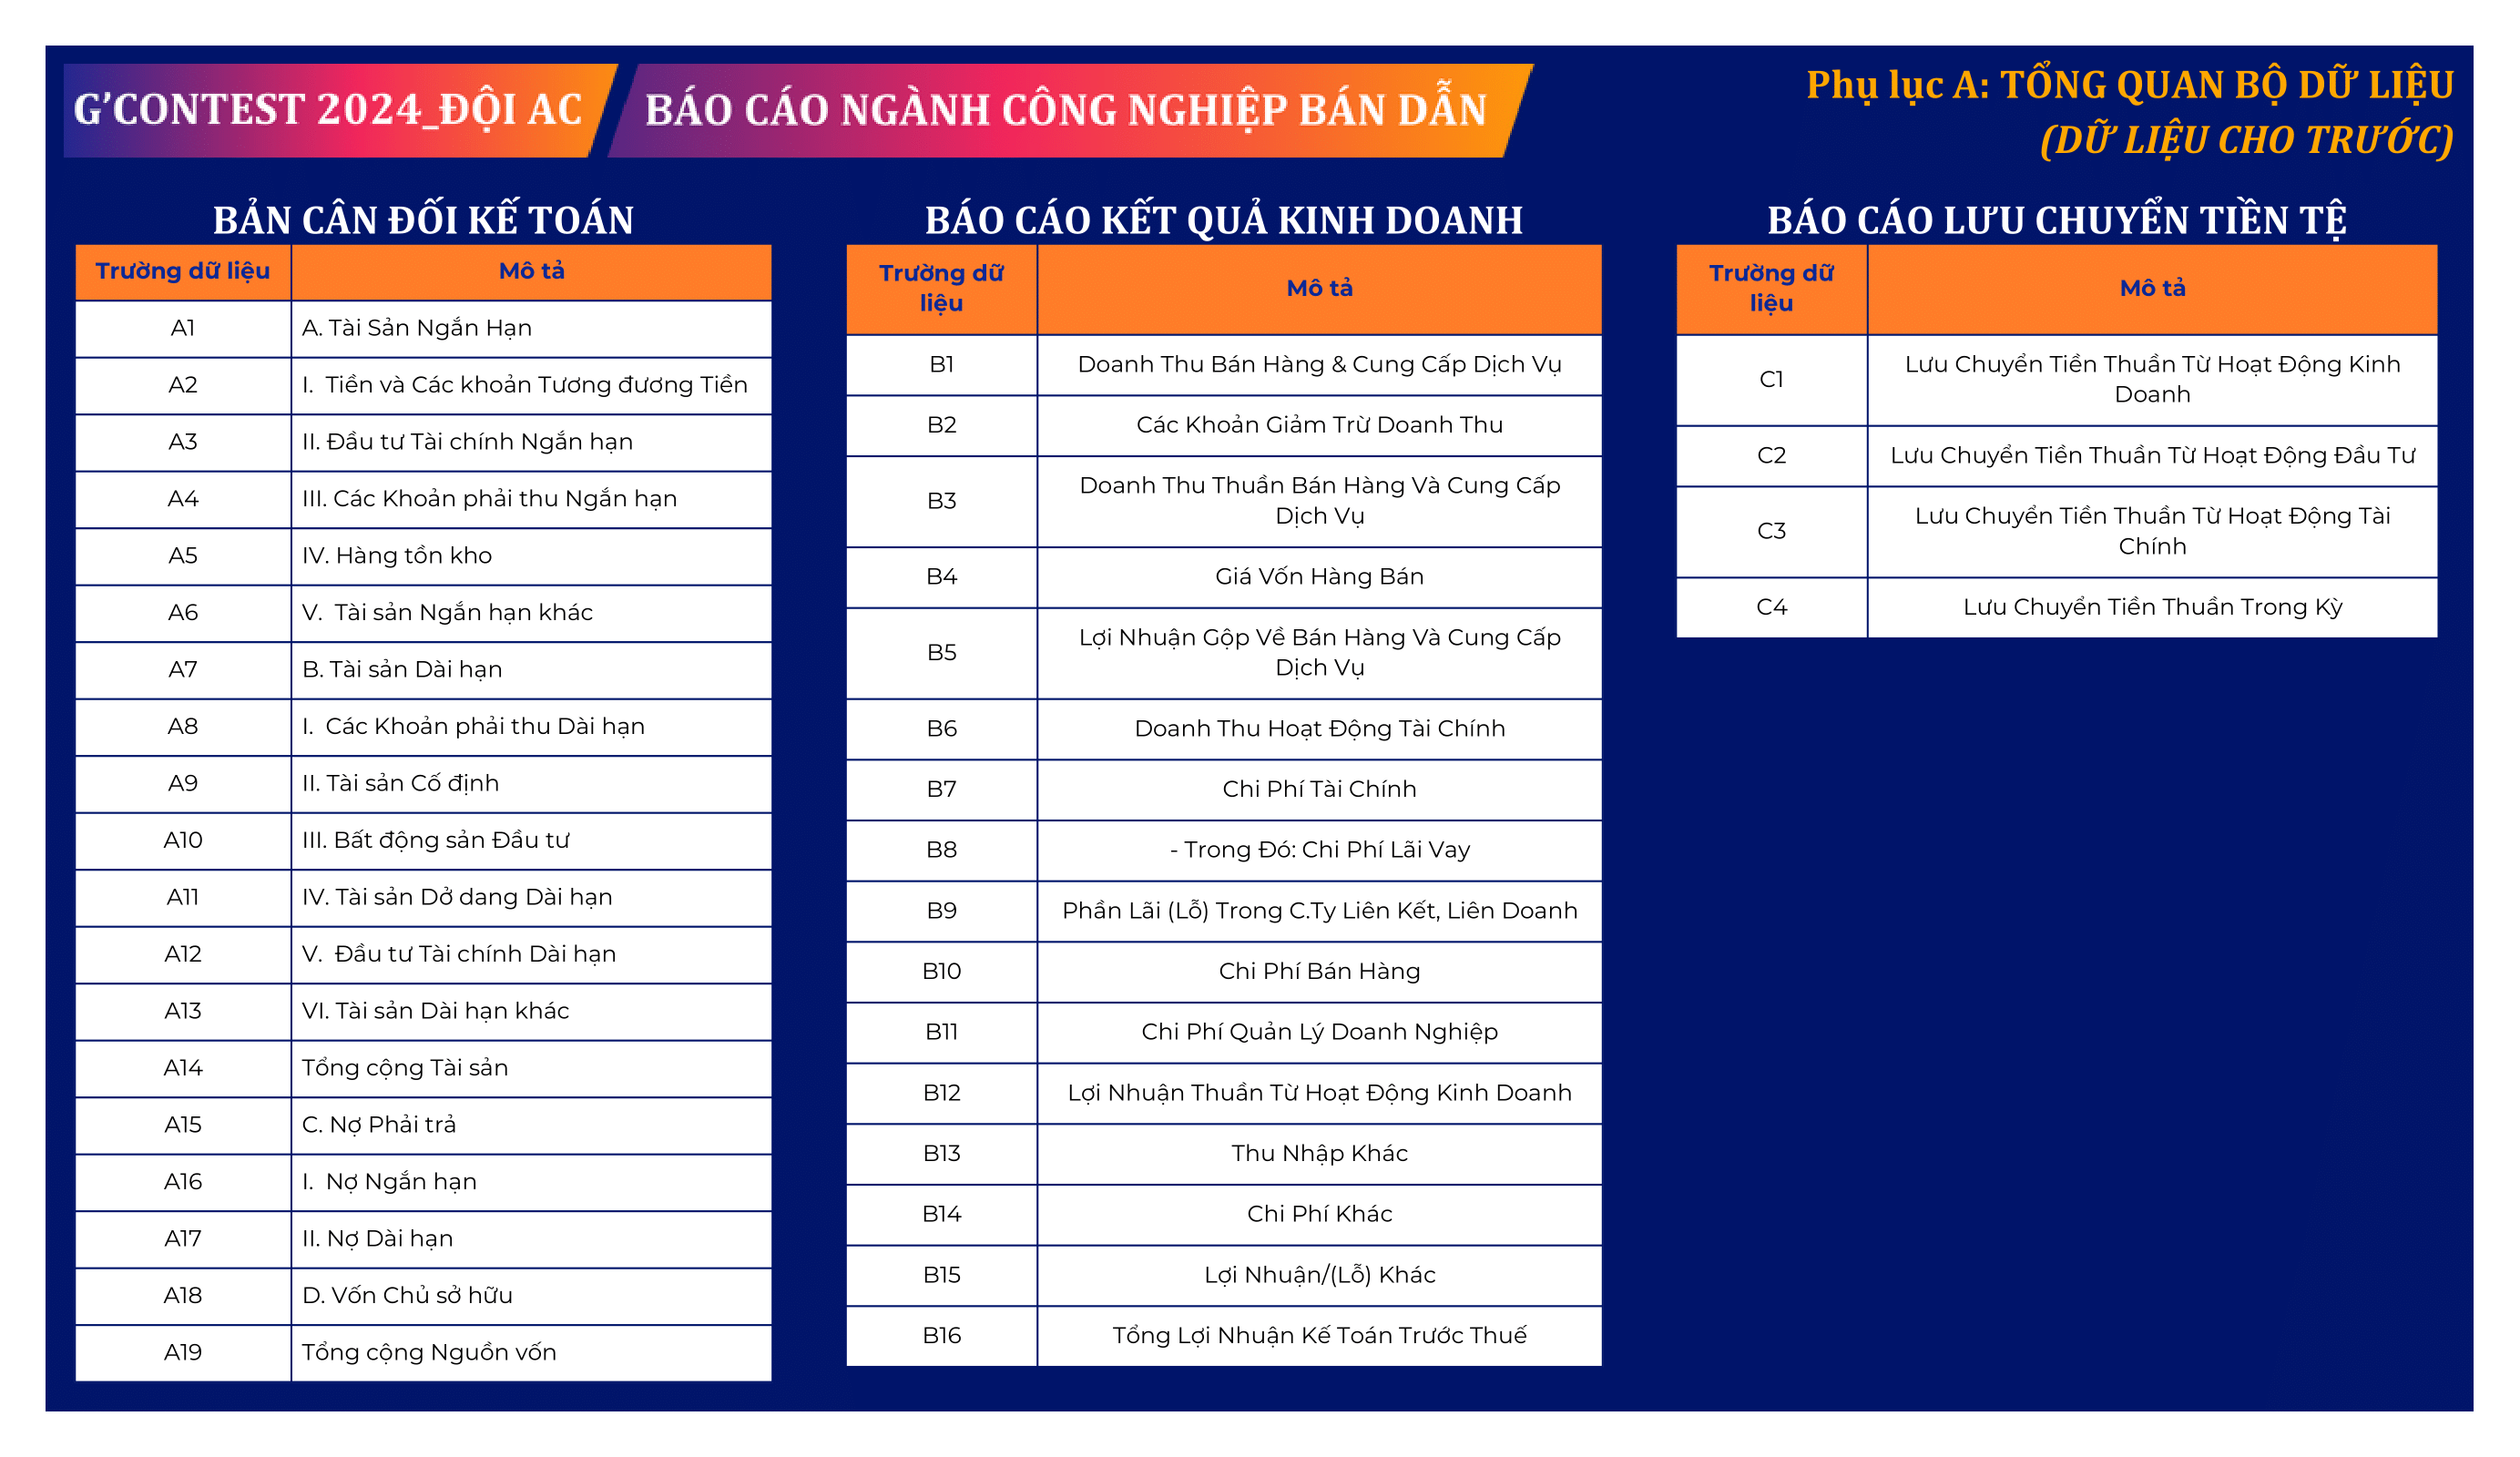 G’CONTEST 2024_ĐỘI AC
BÁO CÁO NGÀNH CÔNG NGHIỆP BÁN DẪN
Phụ lục A: TỔNG QUAN BỘ DỮ LIỆU
(DỮ LIỆU CHO TRƯỚC)
BẢN CÂN ĐỐI KẾ TOÁN
Trường dữ liệu Mô tả
A1 A. Tài Sản Ngắn Hạn
A2 I. Tiền và Các khoản Tương đương Tiền
A3 II. Đầu tư Tài chính Ngắn hạn
A4 III. Các Khoản phải thu Ngắn hạn
A5 IV. Hàng tồn kho
A6 V. Tài sản Ngắn hạn khác
A7 B. Tài sản Dài hạn
A8 I. Các Khoản phải thu Dài hạn
A9 II. Tài sản Cố định
A10 III. Bất động sản Đầu tư
A11 IV. Tài sản Dở dang Dài hạn
A12 V. Đầu tư Tài chính Dài hạn
A13 VI. Tài sản Dài hạn khác
A14 Tổng cộng Tài sản
A15 C. Nợ Phải trả
A16 I. Nợ Ngắn hạn
A17 II. Nợ Dài hạn
A18 D. Vốn Chủ sở hữu
A19 Tổng cộng Nguồn vốn
BÁO CÁO KẾT QUẢ KINH DOANH
Trường dữ
liệu
Mô tả
B1 Doanh Thu Bán Hàng & Cung Cấp Dịch Vụ
B2 Các Khoản Giảm Trừ Doanh Thu
B3 Doanh Thu Thuần Bán Hàng Và Cung Cấp
Dịch Vụ
B4 Giá Vốn Hàng Bán
B5 Lợi Nhuận Gộp Về Bán Hàng Và Cung Cấp
Dịch Vụ
B6 Doanh Thu Hoạt Động Tài Chính
B7 Chi Phí Tài Chính
B8 - Trong Đó: Chi Phí Lãi Vay
B9 Phần Lãi (Lỗ) Trong C.Ty Liên Kết, Liên Doanh
B10 Chi Phí Bán Hàng
B11 Chi Phí Quản Lý Doanh Nghiệp
B12 Lợi Nhuận Thuần Từ Hoạt Động Kinh Doanh
B13 Thu Nhập Khác
B14 Chi Phí Khác
B15 Lợi Nhuận/(Lỗ) Khác
B16 Tổng Lợi Nhuận Kế Toán Trước Thuế
BÁO CÁO LƯU CHUYỂN TIỀN TỆ
Trường dữ
liệu
Mô tả
C1 Lưu Chuyển Tiền Thuần Từ Hoạt Động Kinh
Doanh
C2 Lưu Chuyển Tiền Thuần Từ Hoạt Động Đầu Tư
C3 Lưu Chuyển Tiền Thuần Từ Hoạt Động Tài
Chính
C4 Lưu Chuyển Tiền Thuần Trong Kỳ